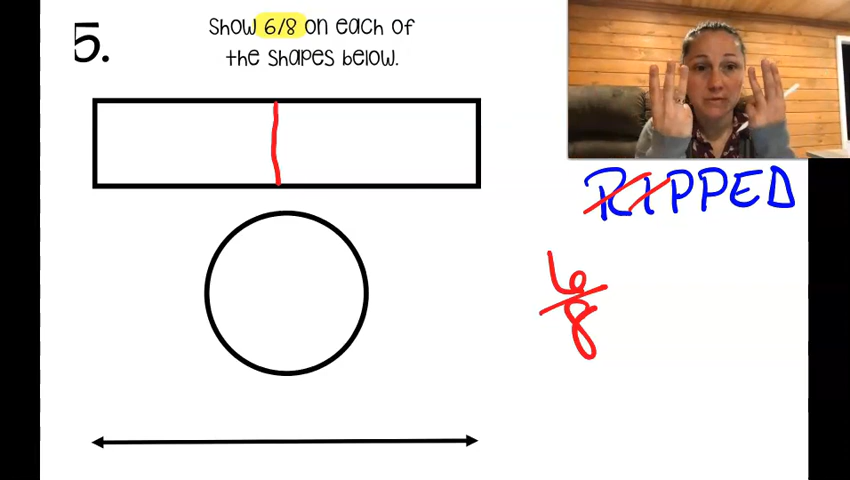 5.
Show 6/8 on each of
the shapes below.
RIPPED
6/8